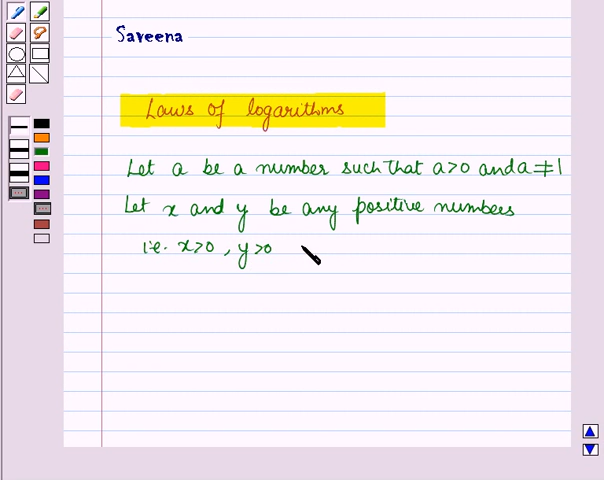 Saveena
Laws of logarithms
Let a be a number such that a>0 and a≠1
Let x and y be any positive numbers
i.e. x>0, y>0